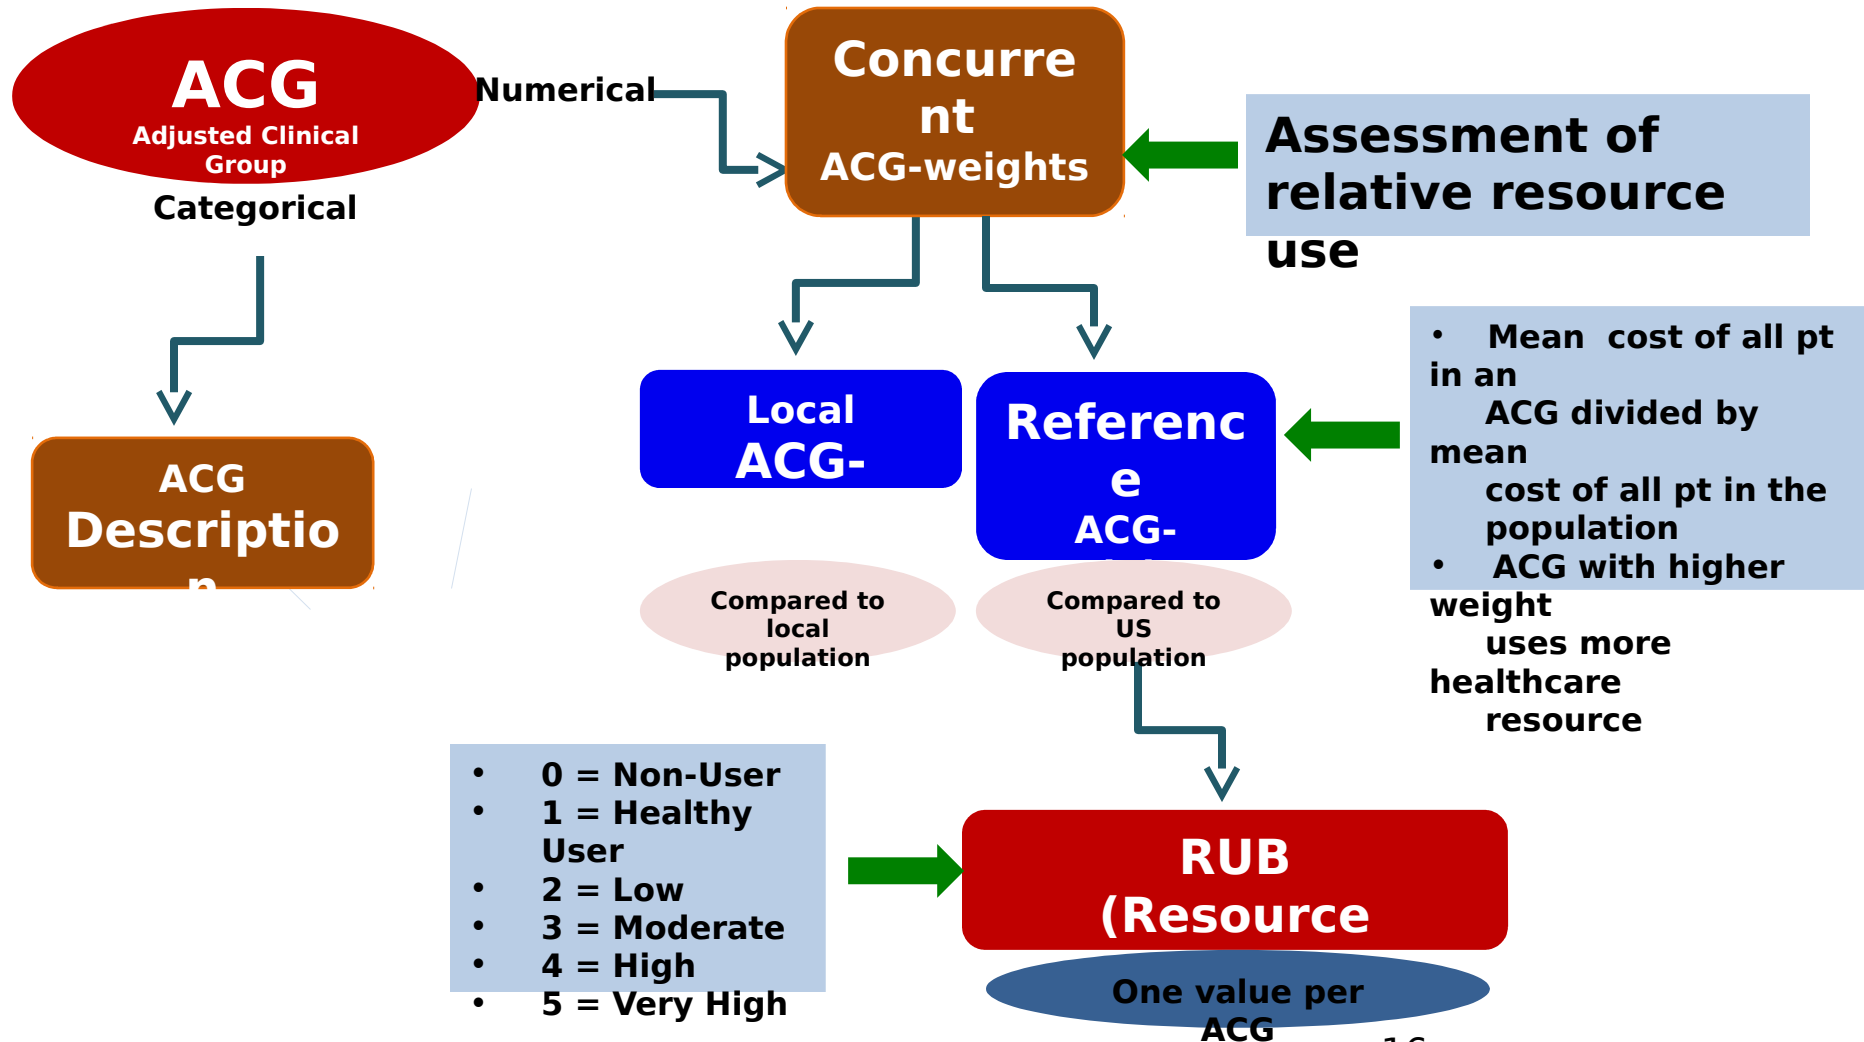 ACG
Adjusted Clinical
Group
Numerical
Categorical
Concurre
nt
ACG-weights
Assessment of
relative resource
use
ACG
Descriptio
n
Local
ACG-
Referenc
e
ACG-
• Mean cost of all pt
in an
ACG divided by
mean
cost of all pt in the
population
• ACG with higher
weight
uses more
healthcare
resource
Compared to
local
population
Compared to
US
population
• 0 = Non-User
• 1 = Healthy
User
• 2 = Low
• 3 = Moderate
• 4 = High
• 5 = Very High
RUB
(Resource
One value per
ACG
16